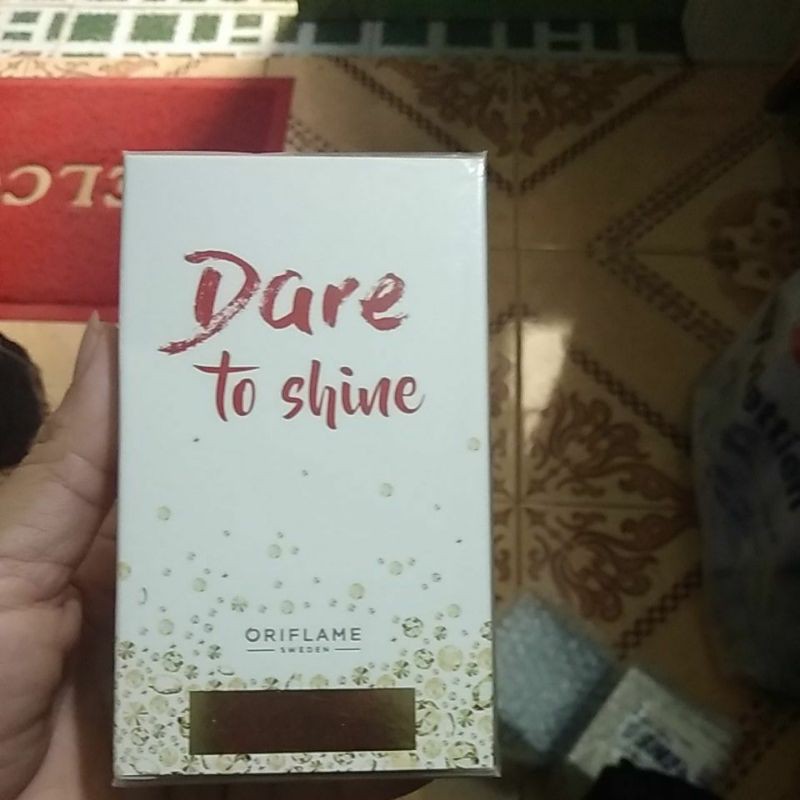 Dare
to shine
ORIFLAME
SWEDEN